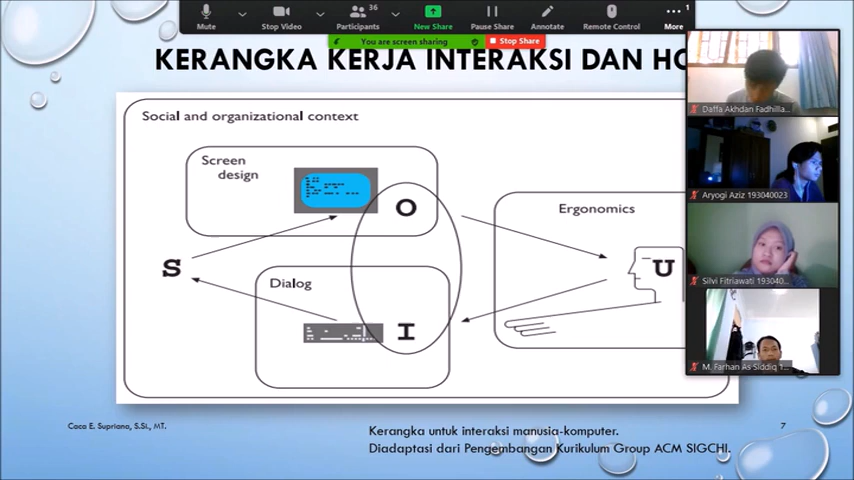 Mute
Stop Video
Participants
36
New Share
Pause Share
Annotate
Remote Control
More
You are screen sharing
Stop Share
KERANGKA KERJA INTERAKSI DAN HC
Social and organizational context
Screen
design
O
Ergonomics
S
U
Dialog
I
Daffa Akhdan Fadhilla...
Aryogi Aziz 193040023
Silvi Fitriawati 193040...
M. Farhan As Siddiq 1...
Caca E. Supriana, S.Si., MT.
Kerangka untuk interaksi manusia-komputer.
Diadaptasi dari Pengembangan Kurikulum Group ACM SIGCHI.
7